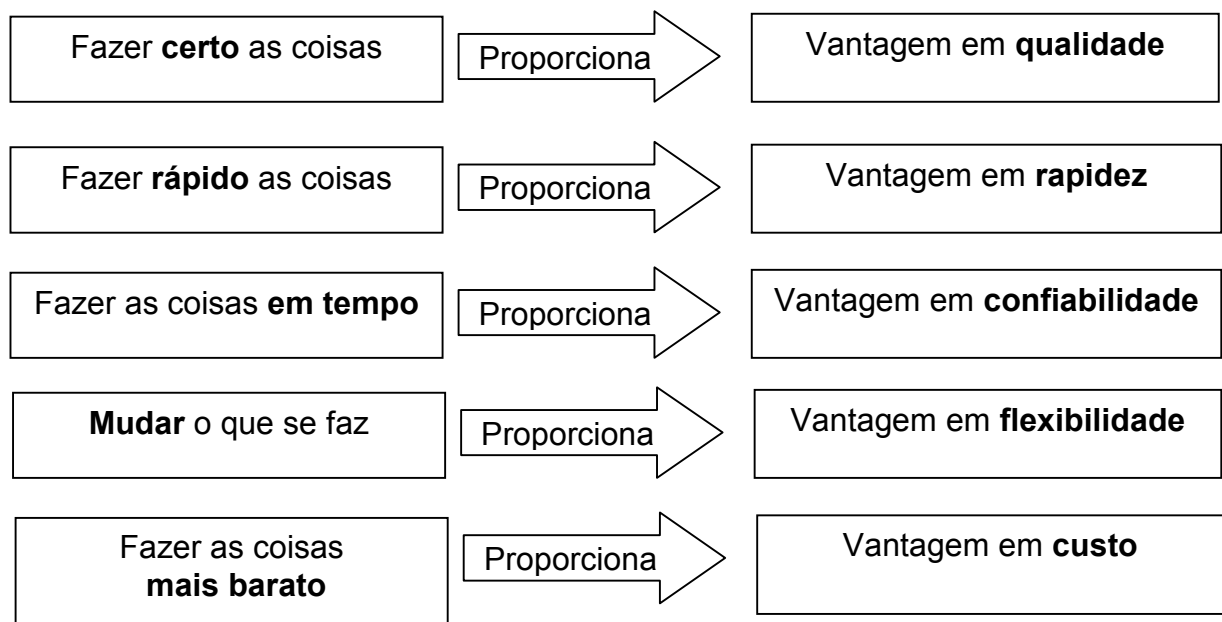 Fazer certo as coisas
Proporciona
Vantagem em qualidade
Fazer rápido as coisas
Proporciona
Vantagem em rapidez
Fazer as coisas em tempo
Proporciona
Vantagem em confiabilidade
Mudar o que se faz
Proporciona
Vantagem em flexibilidade
Fazer as coisas
mais barato
Proporciona
Vantagem em custo